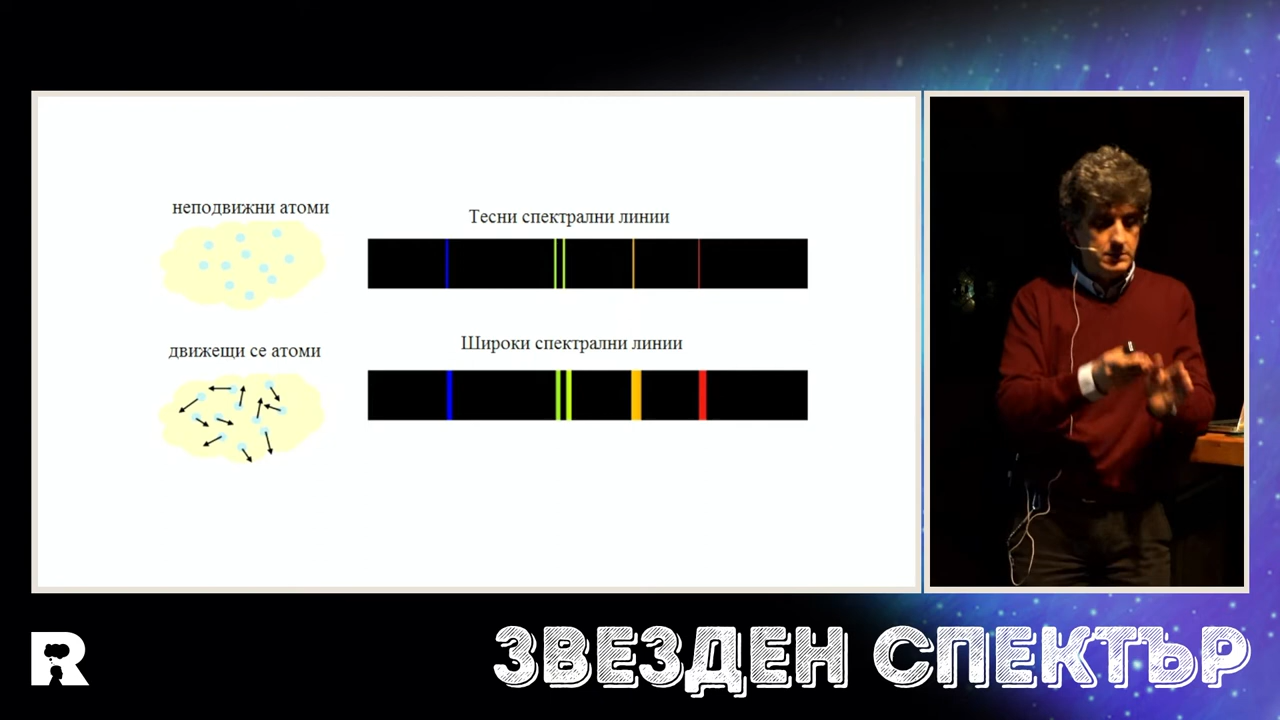 неподвижни атоми
Тесни спектрални линии
движещи се атоми
Широки спектрални линии
R
ЗВЕЗДЕН СПЕКТЪР